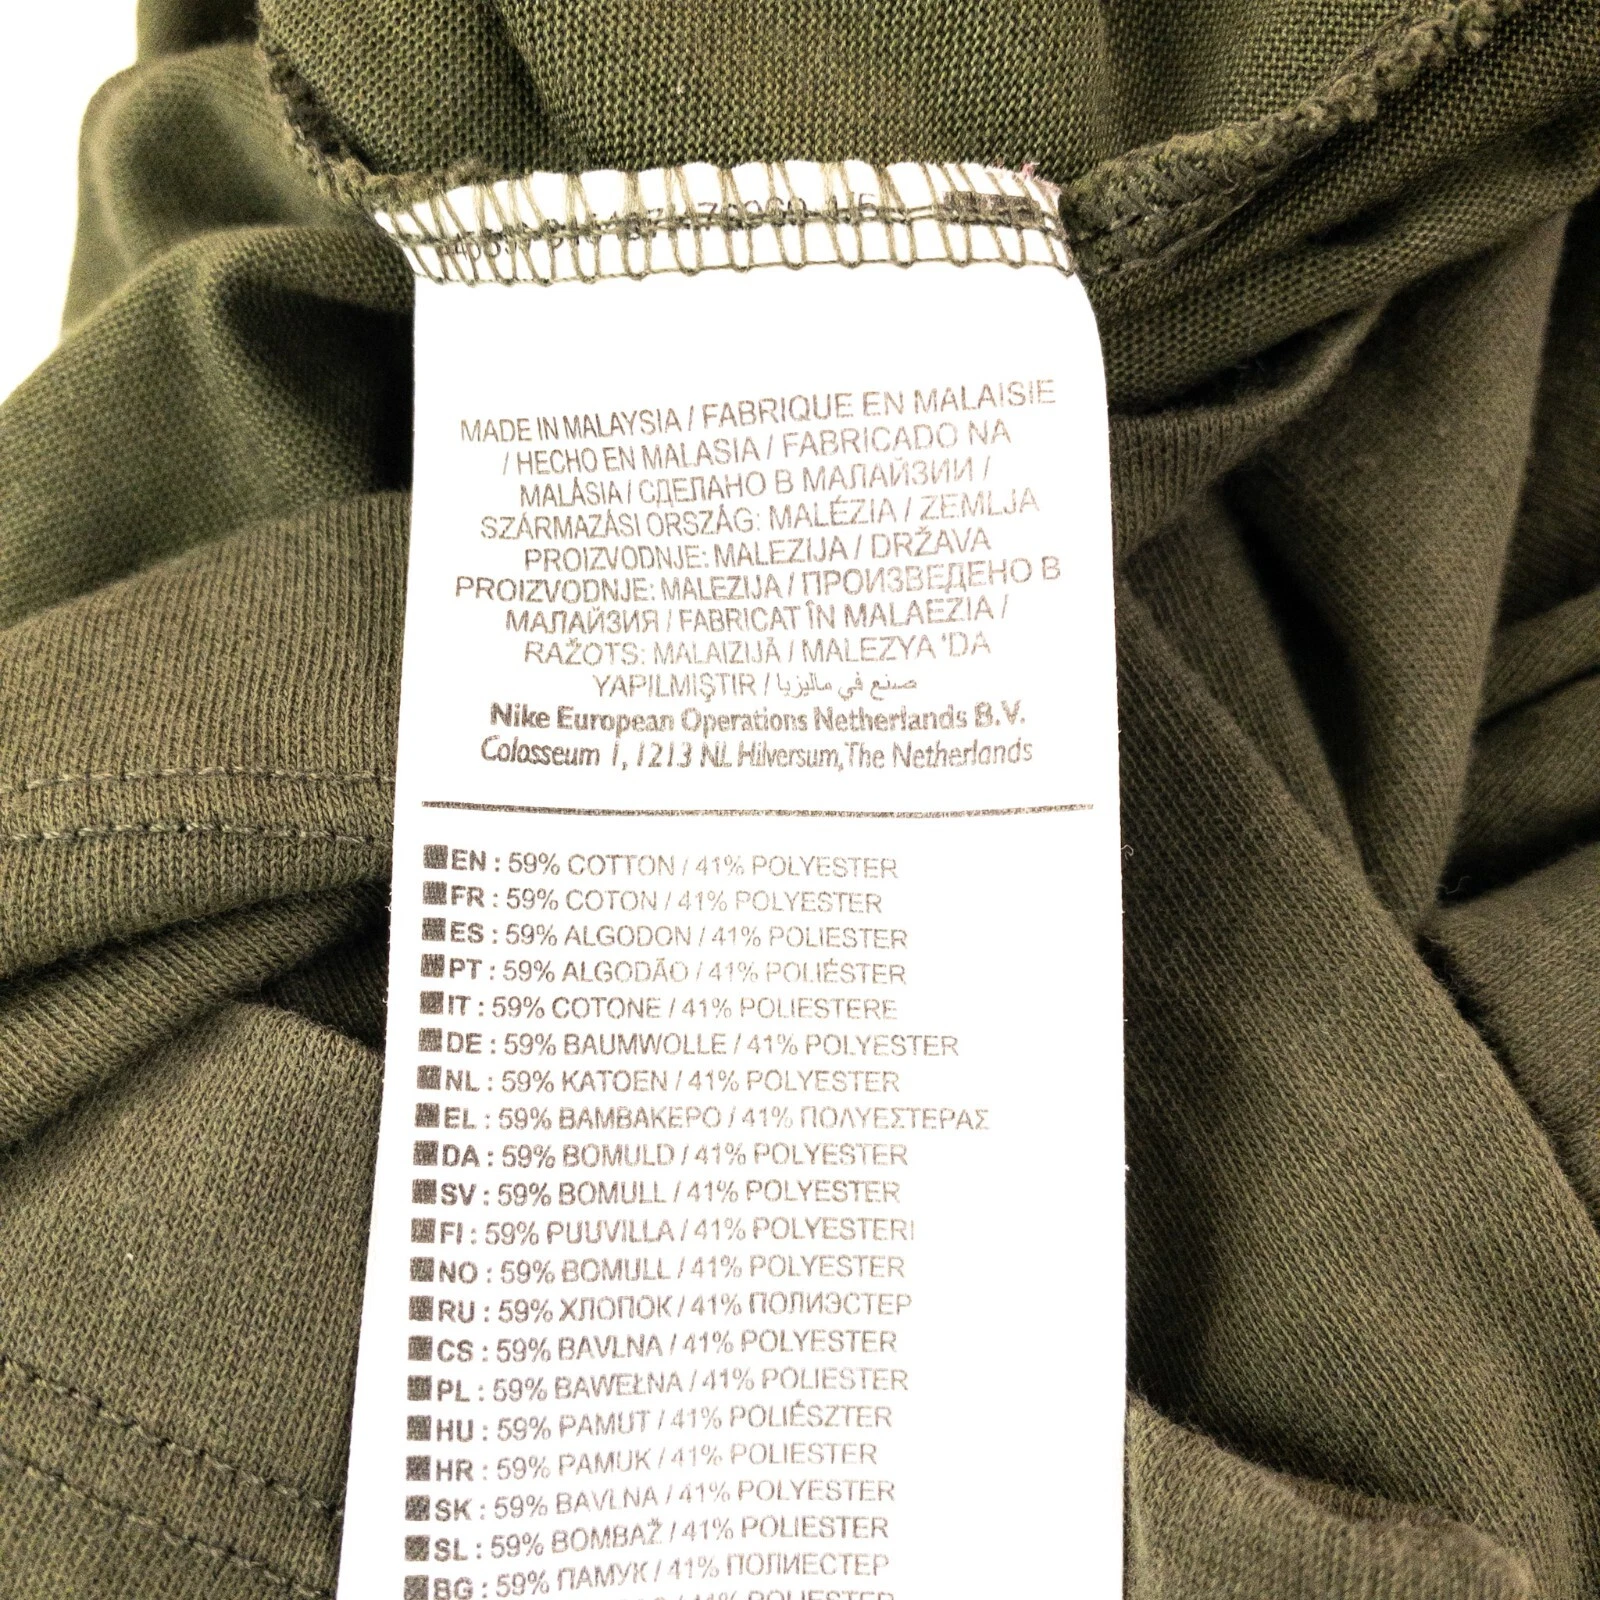 MADE IN MALAYSIA / FABRIQUE EN MALAISIE
/ HECHO EN MALASIA / FABRICADO NA
MALÁSIA / СДЕЛАНО В МАЛАЙЗИИ /
SZÁRMAZÁSI ORSZÁG: MALÉZIA / ZEMLJA
PROIZVODNJE: MALEZIJA / DRŽAVA
PROIZVODNJE: MALEZIJA / ПРОИЗВЕДЕНО В
МАЛАЙЗИЯ / FABRICAT ÎN MALAEZIA /
RAŽOTS: MALAIZIJĀ / MALEZYA 'DA
YAPILMIŞTIR / صنع في ماليزيا
Nike European Operations Netherlands B.V.
Colosseum 1, 1213 NL Hilversum, The Netherlands
EN : 59% COTTON / 41% POLYESTER
FR : 59% COTON / 41% POLYESTER
ES : 59% ALGODON / 41% POLIESTER
PT : 59% ALGODÃO / 41% POLIÉSTER
IT : 59% COTONE / 41% POLIESTERE
DE : 59% BAUMWOLLE / 41% POLYESTER
NL : 59% KATOEN / 41% POLYESTER
EL : 59% ΒΑΜΒΑΚΕΡΟ / 41% ΠΟΛΥΕΣΤΕΡΑΣ
DA : 59% BOMULD / 41% POLYESTER
SV : 59% BOMULL / 41% POLYESTER
FI : 59% PUUVILLA / 41% POLYESTERI
NO : 59% BOMULL / 41% POLYESTER
RU : 59% ХЛОПОК / 41% ПОЛИЭСТЕР
CS : 59% BAVLNA / 41% POLYESTER
PL : 59% BAWEŁNA / 41% POLIESTER
HU : 59% PAMUT / 41% POLIÉSZTER
HR : 59% PAMUK / 41% POLIESTER
SK : 59% BAVLNA / 41% POLYESTER
SL : 59% BOMBAŽ / 41% POLIESTER
BG : 59% ПАМУК / 41% ПОЛИЕСТЕР